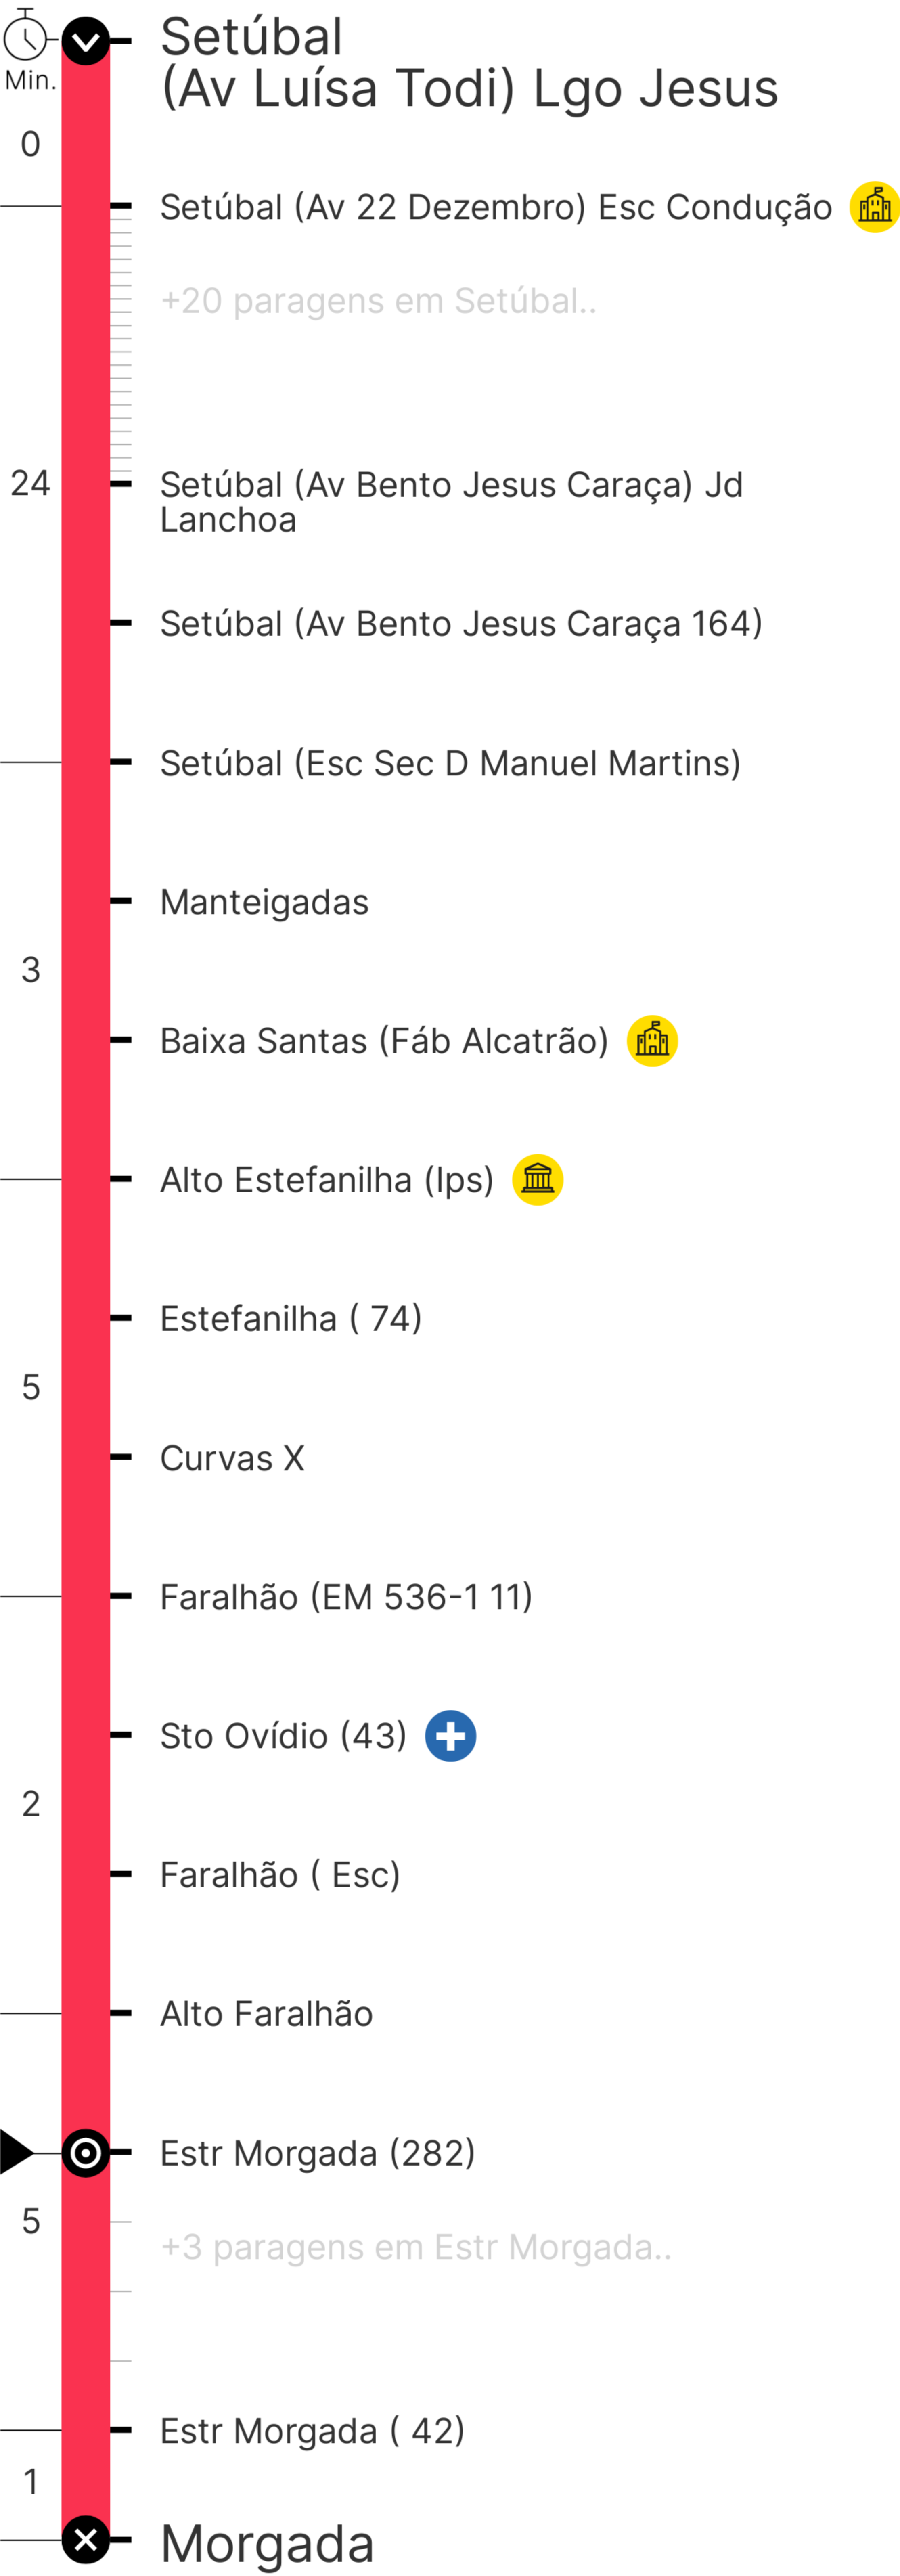 Setúbal
(Av Luísa Todi) Lgo Jesus
Min.
0
Setúbal (Av 22 Dezembro) Esc Condução
+20 paragens em Setúbal..
24
Setúbal (Av Bento Jesus Caraça) Jd
Lanchoa
Setúbal (Av Bento Jesus Caraça 164)
Setúbal (Esc Sec D Manuel Martins)
Manteigadas
3
Baixa Santas (Fáb Alcatrão)
Alto Estefanilha (Ips)
Estefanilha ( 74)
5
Curvas X
Faralhão (EM 536-1 11)
Sto Ovídio (43)
2
Faralhão ( Esc)
Alto Faralhão
Estr Morgada (282)
5
+3 paragens em Estr Morgada..
Estr Morgada ( 42)
1
Morgada